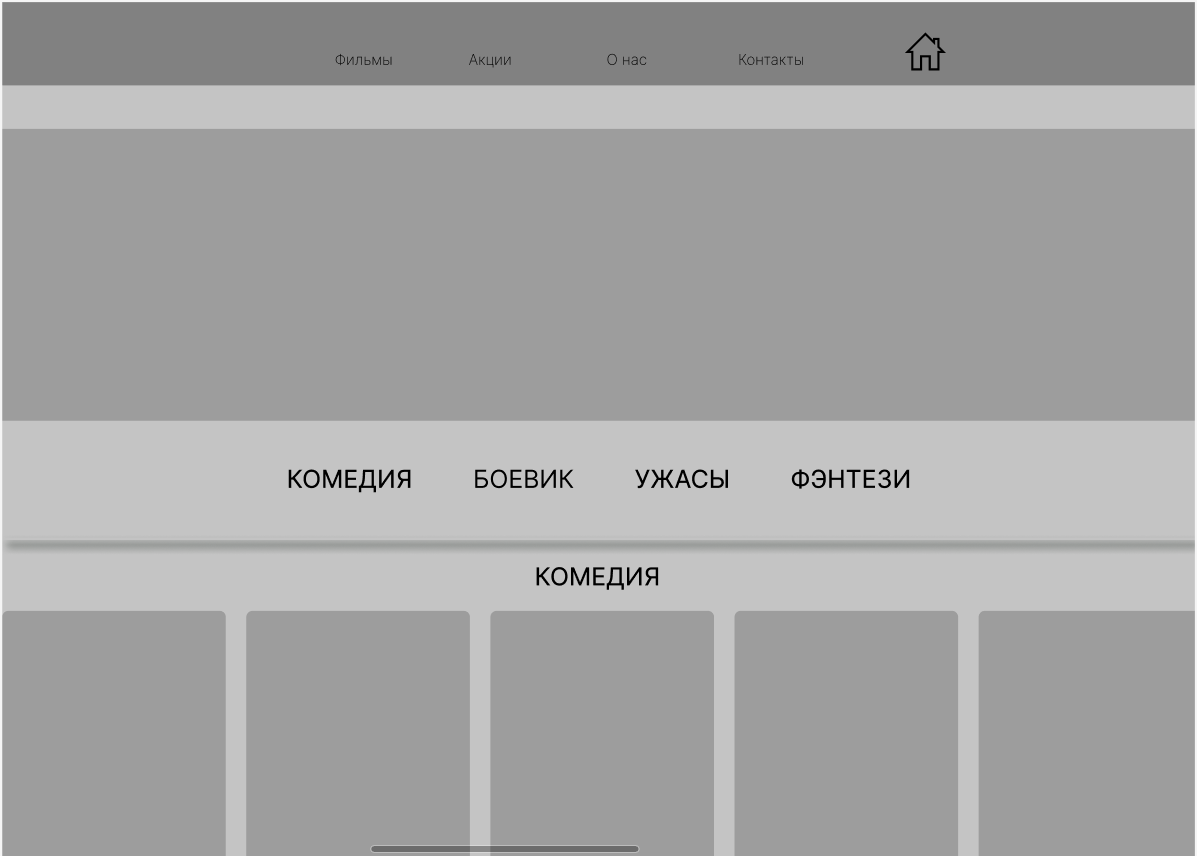 Фильмы Акции О нас Контакты
КОМЕДИЯ БОЕВИК УЖАСЫ ФЭНТЕЗИ
КОМЕДИЯ